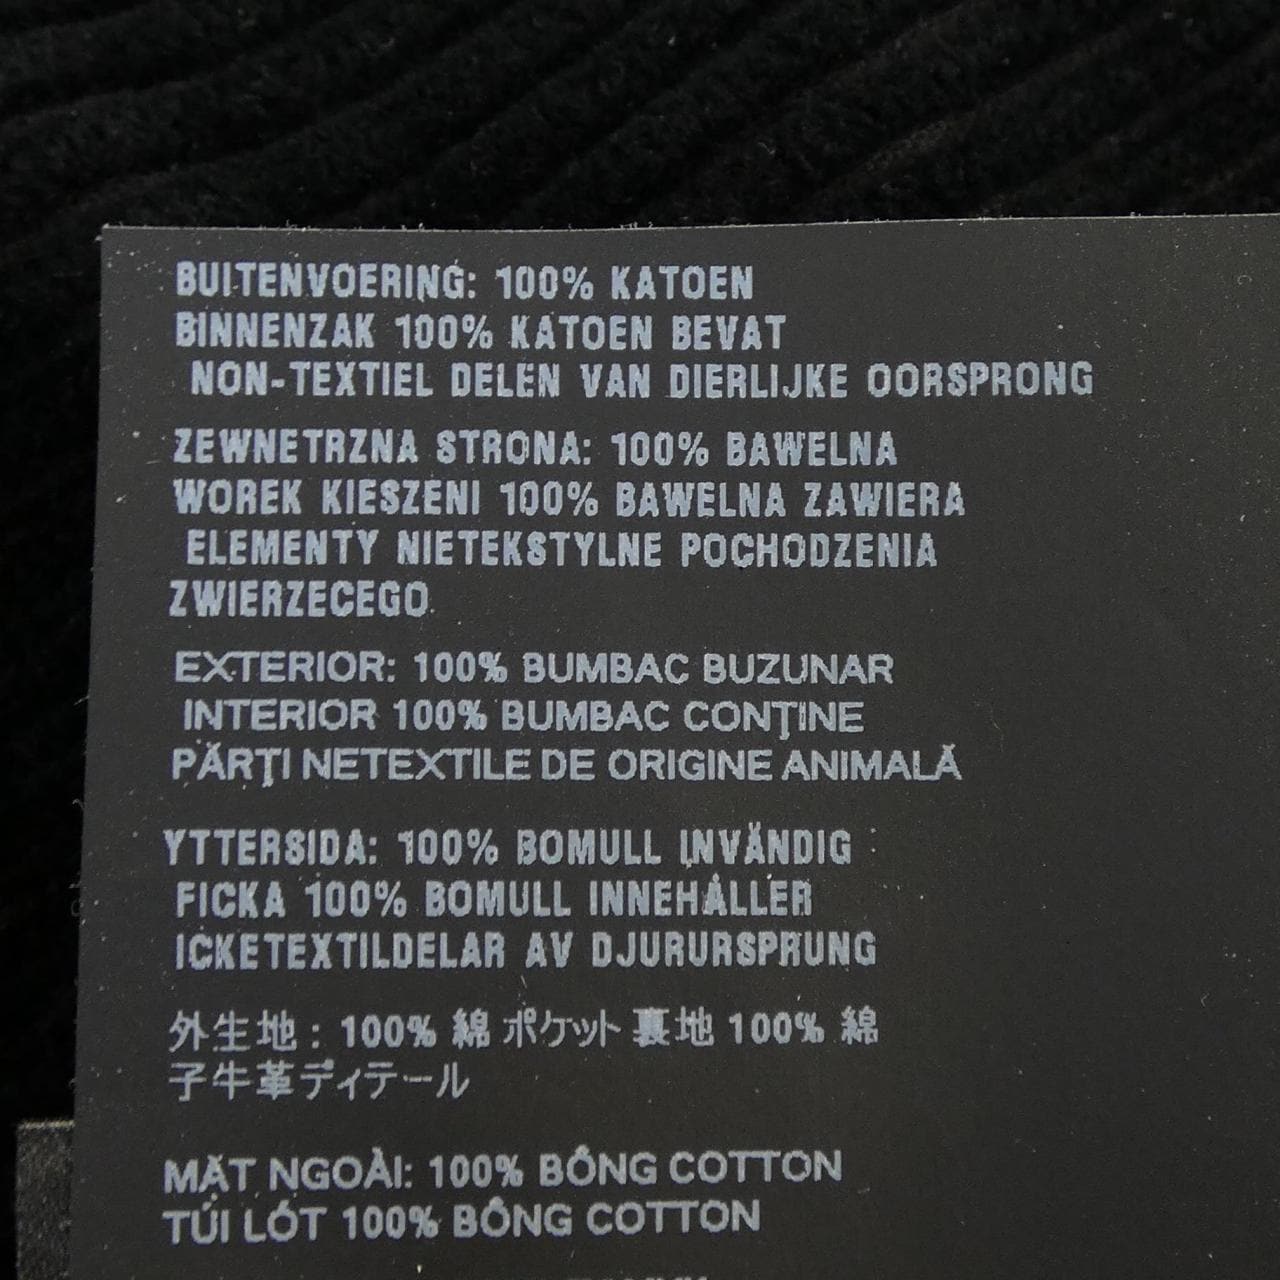 BUITENVOERING: 100% KATOEN
BINNENZAK 100% KATOEN BEVAT
NON-TEXTIEL DELEN VAN DIERLIJKE OORSPRONG
ZEWNETRZNA STRONA: 100% BAWELNA
WOREK KIESZENI 100% BAWELNA ZAWIERA
ELEMENTY NIETEKSTYLNE POCHODZENIA
ZWIERZECEGO
EXTERIOR: 100% BUMBAC BUZUNAR
INTERIOR 100% BUMBAC CONŢINE
PĂRŢI NETEXTILE DE ORIGINE ANIMALĂ
YTTERSIDA: 100% BOMULL INVÄNDIG
FICKA 100% BOMULL INNEHÅLLER
ICKETEXTILDELAR AV DJURURSPRUNG
外生地: 100% 綿 ポケット 裏地 100% 綿
子牛革ディテール
MẶT NGOÀI: 100% BÔNG COTTON
TÚI LÓT 100% BÔNG COTTON